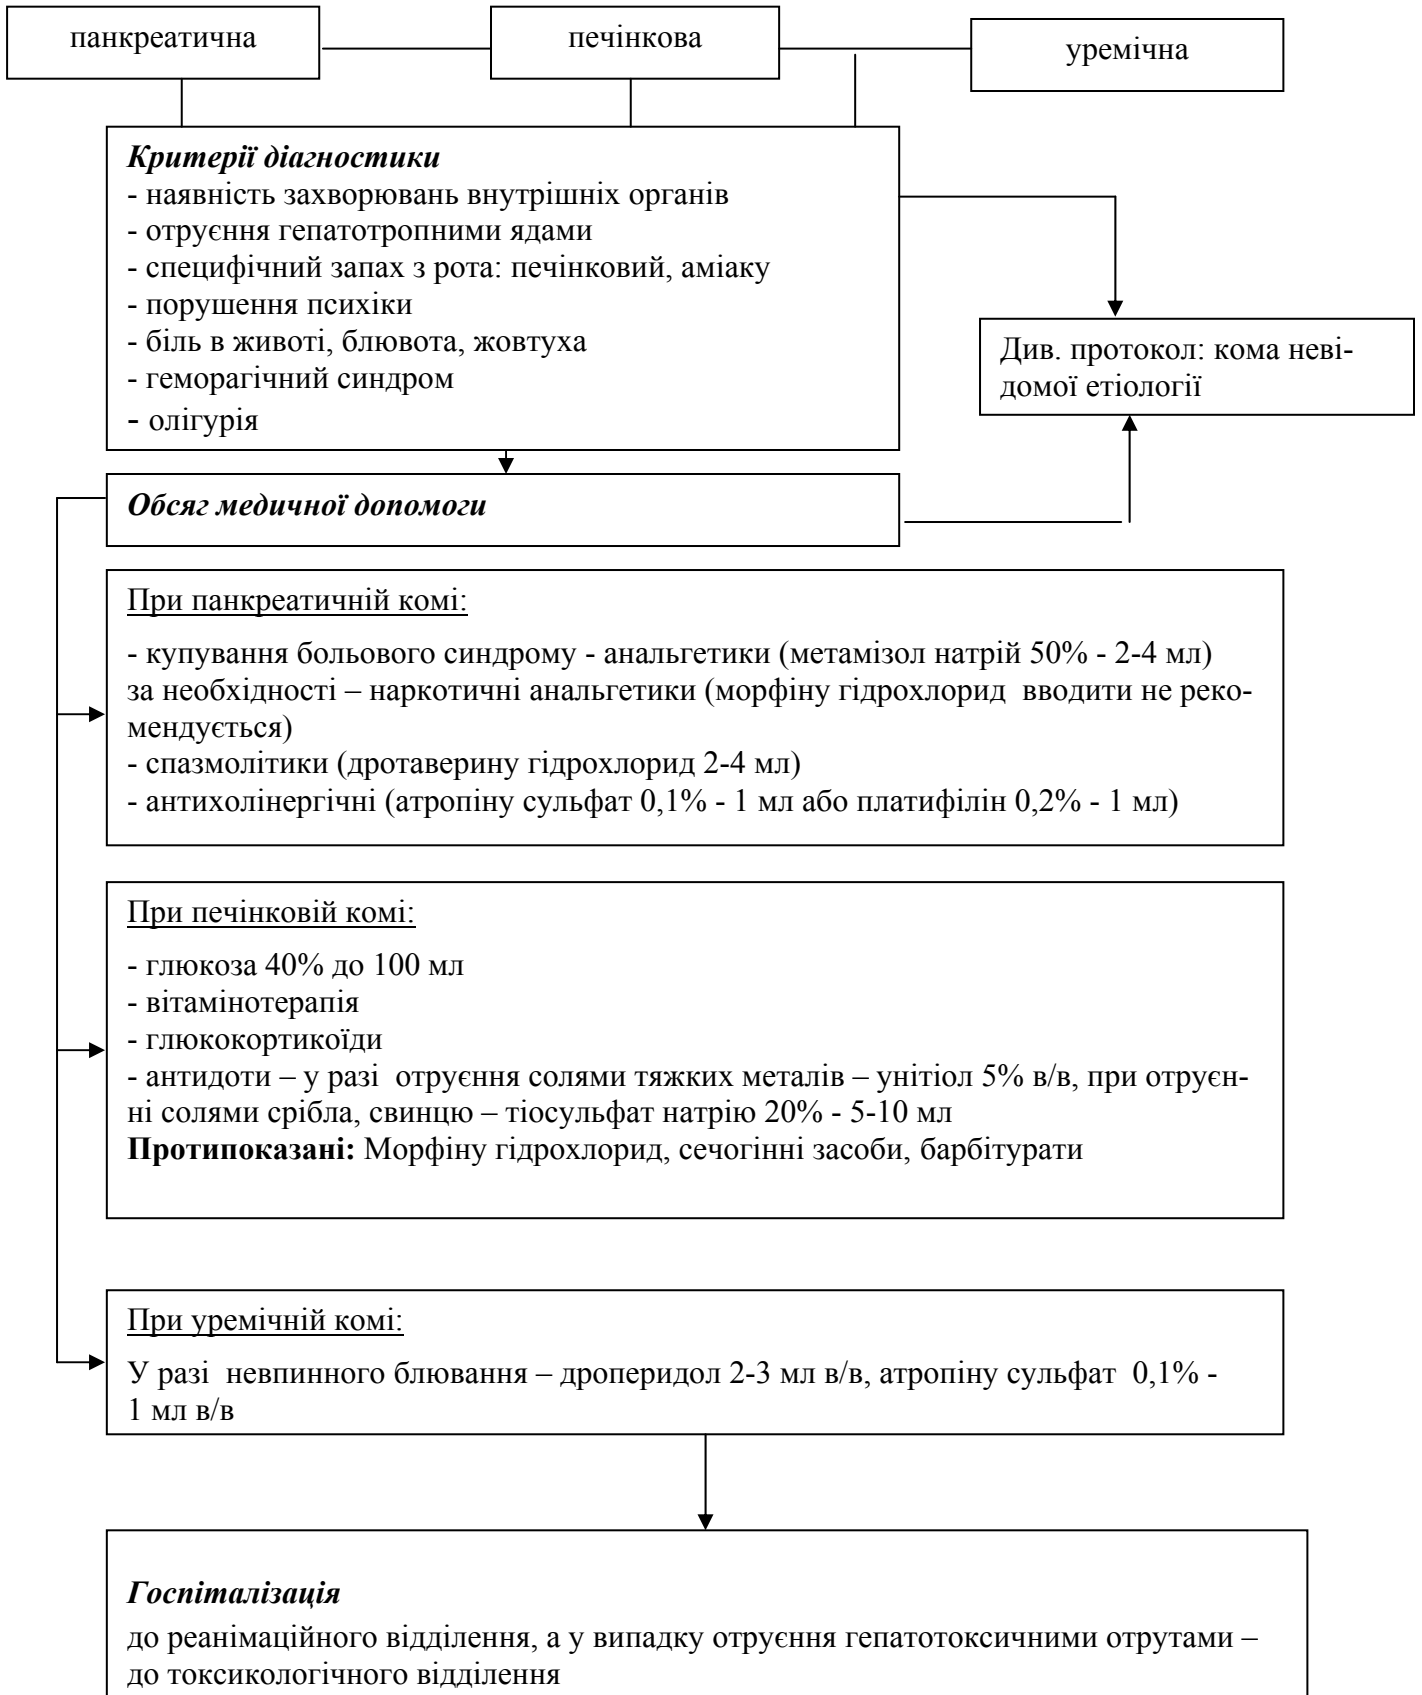 панкреатична
печінкова
уремічна
Критерії діагностики
- наявність захворювань внутрішніх органів
- отруєння гепатотропними ядами
- специфічний запах з рота: печінковий, аміаку
- порушення психіки
- біль в животі, блювота, жовтуха
- геморагічний синдром
- олігурія
Див. протокол: кома неві-
домої етіології
Обсяг медичної допомоги
При панкреатичній комі:
- купування больового синдрому - анальгетики (метамізол натрій 50% - 2-4 мл)
за необхідності – наркотичні анальгетики (морфіну гідрохлорид вводити не реко-
мендується)
- спазмолітики (дротаверину гідрохлорид 2-4 мл)
- антихолінергічні (атропіну сульфат 0,1% - 1 мл або платифілін 0,2% - 1 мл)
При печінковій комі:
- глюкоза 40% до 100 мл
- вітамінотерапія
- глюкокортикоїди
- антидоти – у разі отруєння солями тяжких металів – унітіол 5% в/в, при отруєн-
ні солями срібла, свинцю – тіосульфат натрію 20% - 5-10 мл
Протипоказані: Морфіну гідрохлорид, сечогінні засоби, барбітурати
При уремічній комі:
У разі невпинного блювання – дроперидол 2-3 мл в/в, атропіну сульфат 0,1% -
1 мл в/в
Госпіталізація
до реанімаційного відділення, а у випадку отруєння гепатотоксичними отрутами –
до токсикологічного відділення